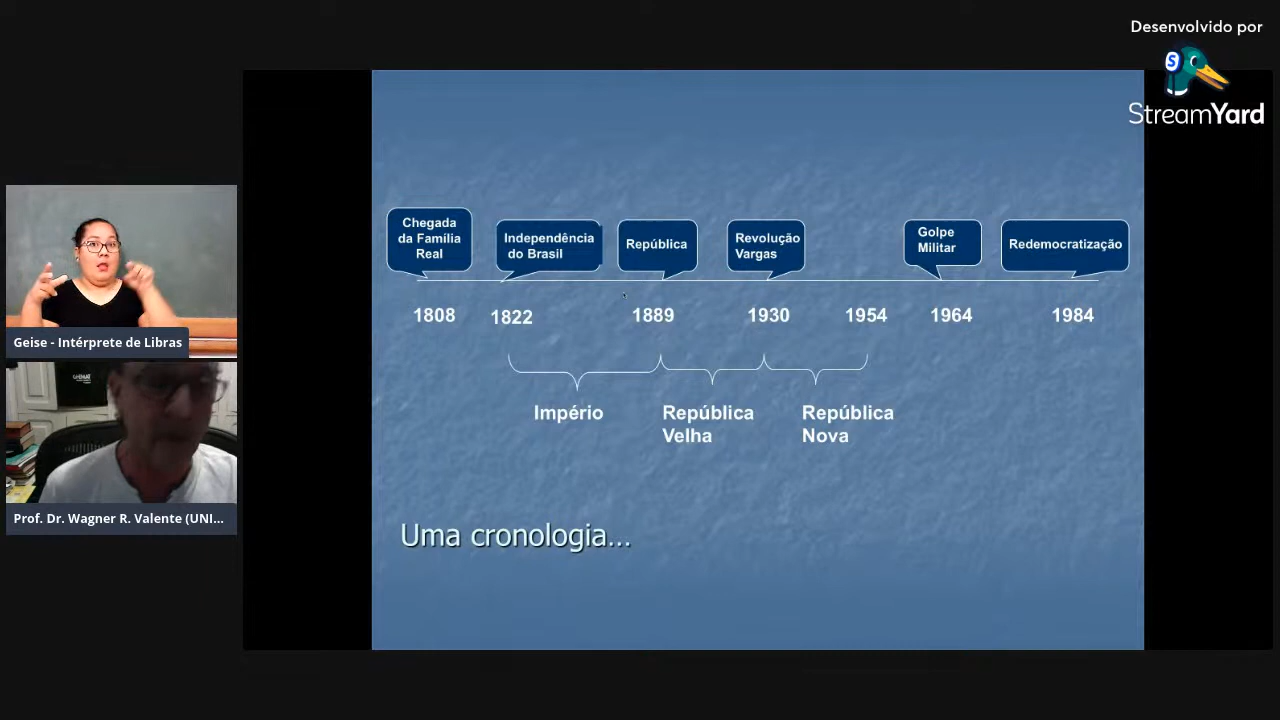 Desenvolvido por
StreamYard
Chegada
da Família
Real
Independência
do Brasil
República
Revolução
Vargas
Golpe
Militar
Redemocratização
1808
1822
1889
1930
1954
1964
1984
Império
República
Velha
República
Nova
Uma cronologia...
Geise - Intérprete de Libras
Prof. Dr. Wagner R. Valente (UNI...